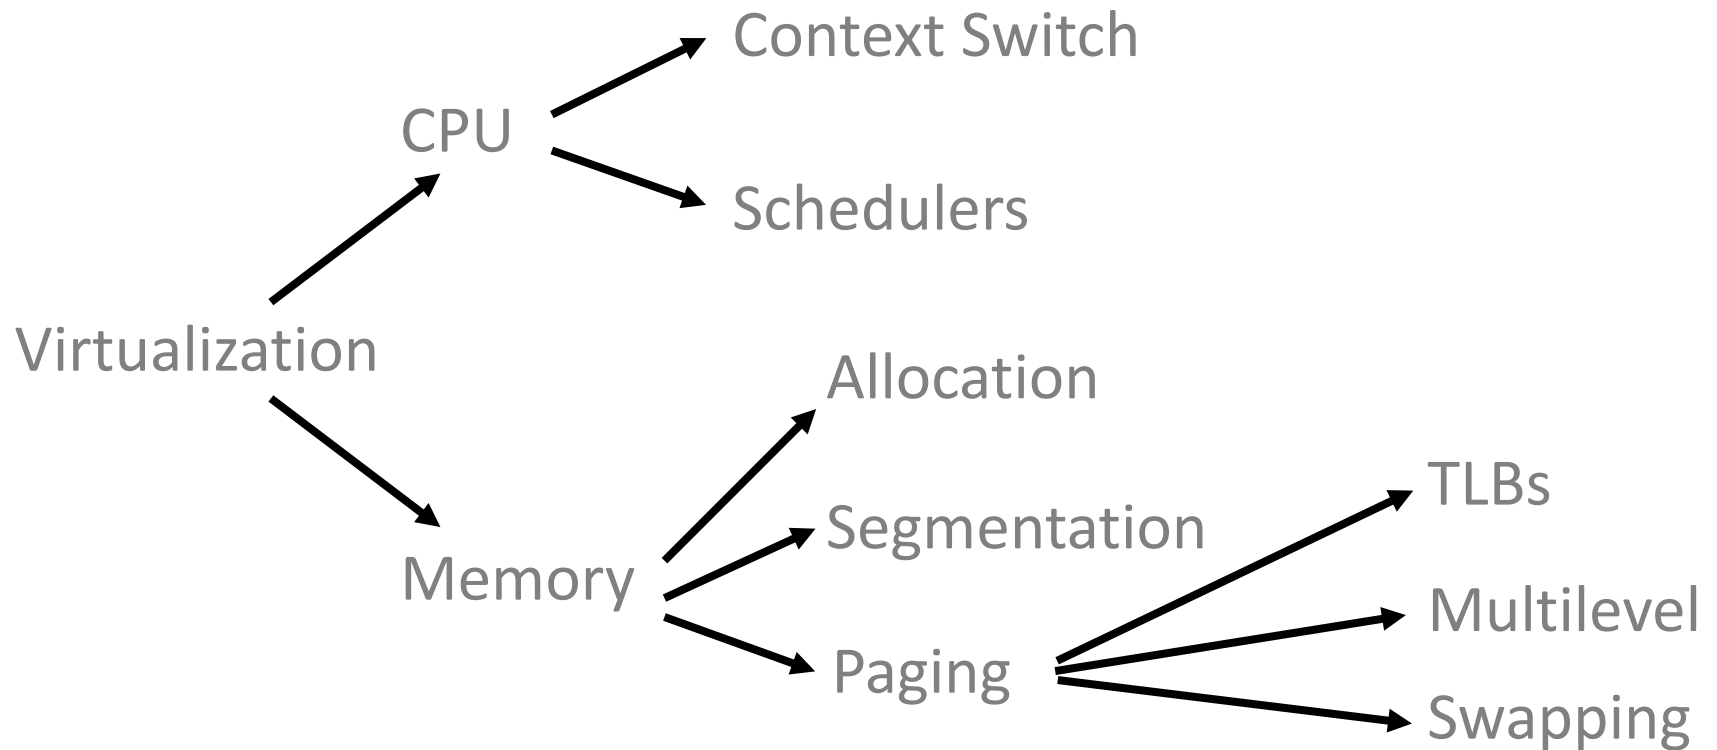 Context Switch
CPU
Schedulers
Virtualization
Allocation
TLBs
Segmentation
Memory
Multilevel
Paging
Swapping